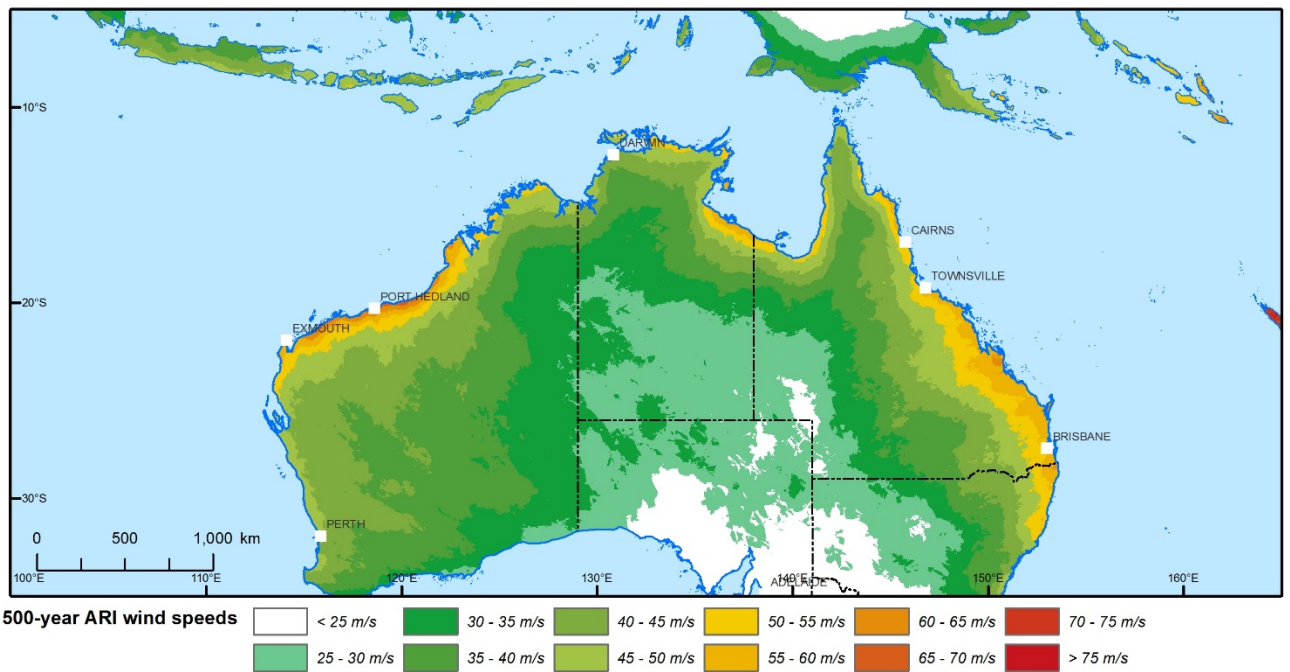 10°S
DARWIN
CAIRNS
TOWNSVILLE
20°S
PORT HEDLAND
EXMOUTH
BRISBANE
30°S
PERTH
0 500 1,000 km
ADELAIDE
100°E 110°E 120°E 130°E 140°E 150°E 160°E
500-year ARI wind speeds
< 25 m/s 30 - 35 m/s 40 - 45 m/s 50 - 55 m/s 60 - 65 m/s 70 - 75 m/s
25 - 30 m/s 35 - 40 m/s 45 - 50 m/s 55 - 60 m/s 65 - 70 m/s > 75 m/s